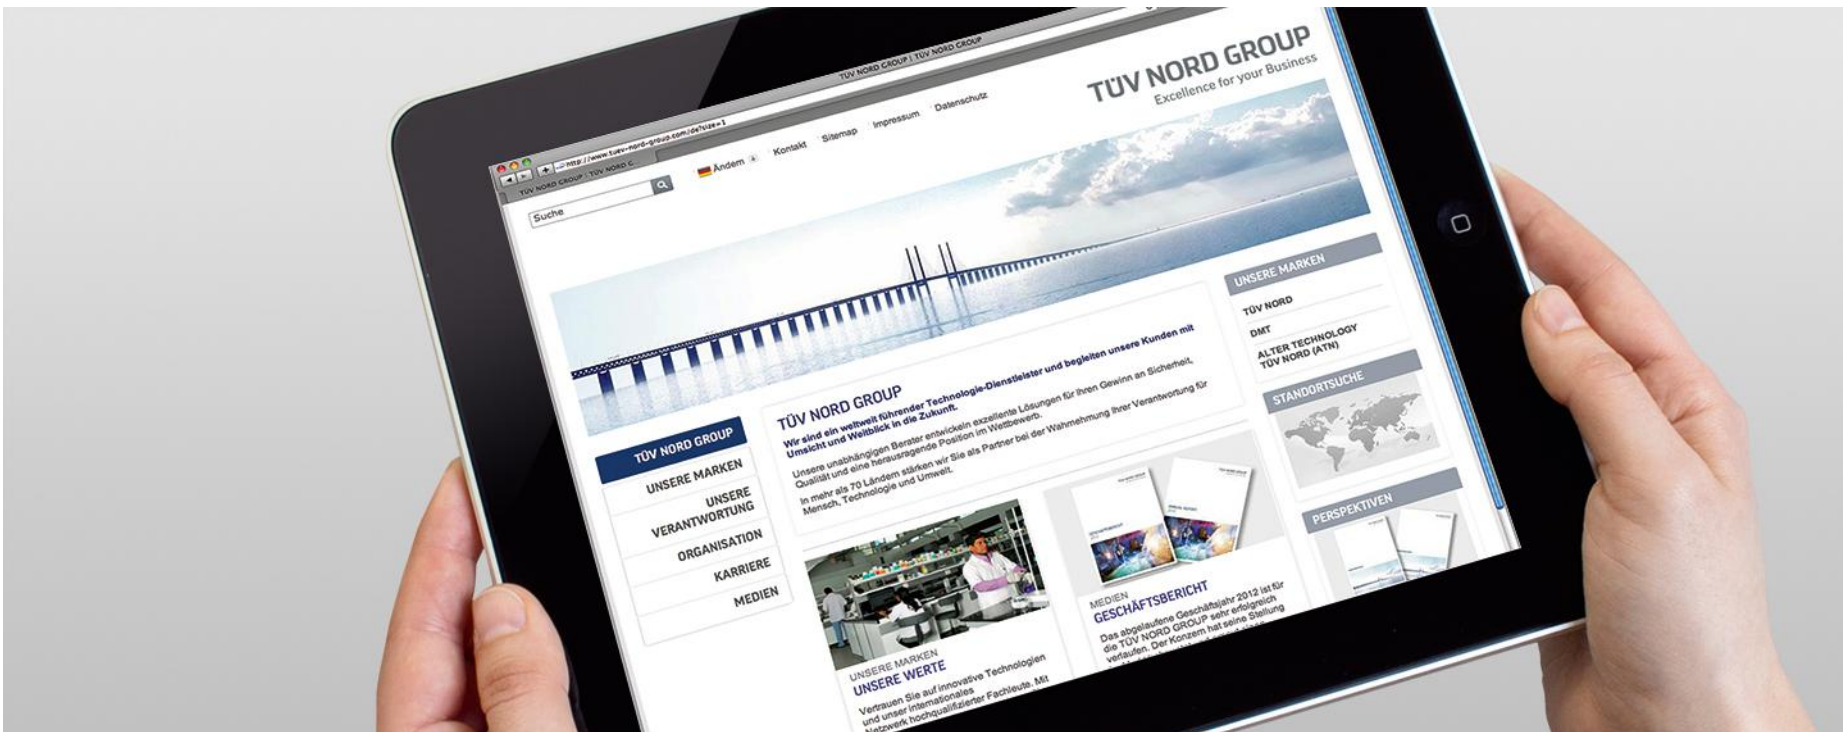 TÜV NORD GROUP | TÜV NORD GROUP
http://www.tuev-nord-group.com/de?size=1
TÜV NORD GROUP | TÜV NORD G
Suche
Ändern
Kontakt
Sitemap
Impressum
Datenschutz
TÜV NORD GROUP
Excellence for your Business
TÜV NORD GROUP
UNSERE MARKEN
UNSERE
VERANTWORTUNG
ORGANISATION
KARRIERE
MEDIEN
TÜV NORD GROUP
Wir sind ein weltweit führender Technologie-Dienstleister und begleiten unsere Kunden mit
Umsicht und Weitblick in die Zukunft.
Unsere unabhängigen Berater entwickeln exzellente Lösungen für Ihren Gewinn an Sicherheit,
Qualität und eine herausragende Position im Wettbewerb.
In mehr als 70 Ländern stärken wir Sie als Partner bei der Wahrnehmung Ihrer Verantwortung für
Mensch, Technologie und Umwelt.
UNSERE MARKEN
UNSERE WERTE
Vertrauen Sie auf innovative Technologien
und unser internationales
Netzwerk hochqualifizierter Fachleute. Mit
GESCHÄFTSBERICHT
MEDIEN
GESCHÄFTSBERICHT
Das abgelaufene Geschäftsjahr 2012 ist für
die TÜV NORD GROUP sehr erfolgreich
verlaufen. Der Konzern hat seine Stellung
UNSERE MARKEN
TÜV NORD
DMT
ALTER TECHNOLOGY
TÜV NORD (ATN)
STANDORTSUCHE
PERSPEKTIVEN